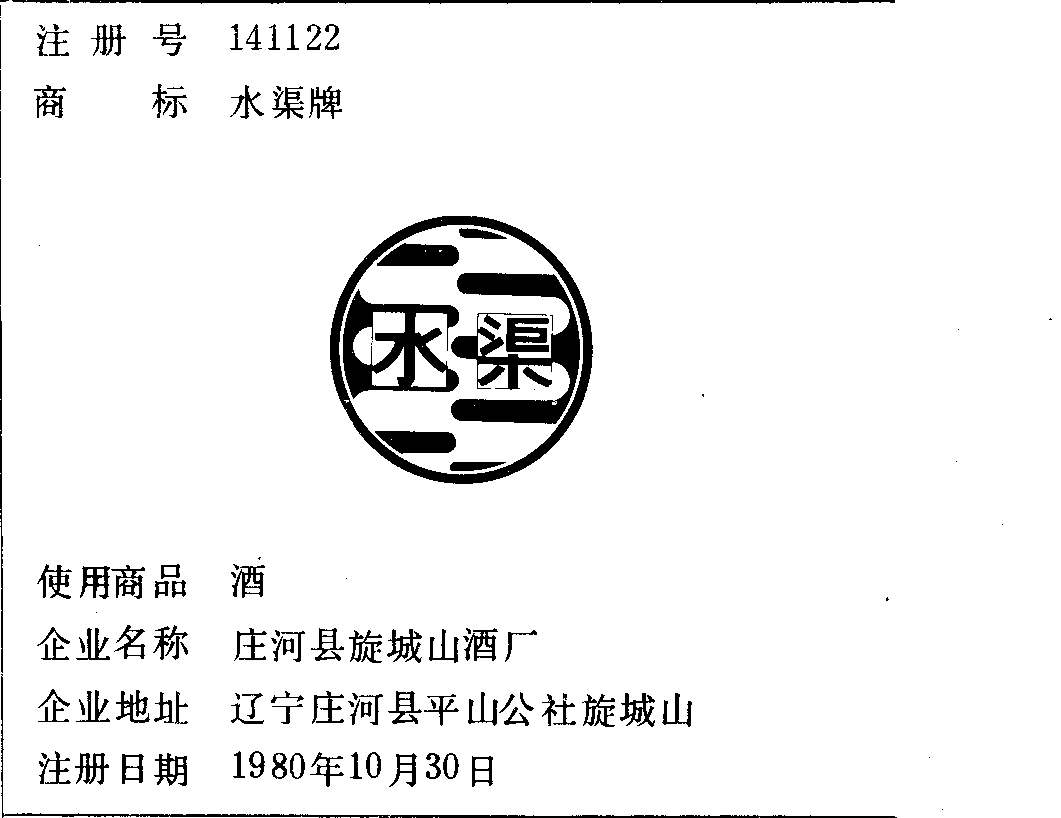 注册号 141122
商标 水渠牌
水渠
使用商品 酒
企业名称 庄河县旋城山酒厂
企业地址 辽宁庄河县平山公社旋城山
注册日期 1980年10月30日